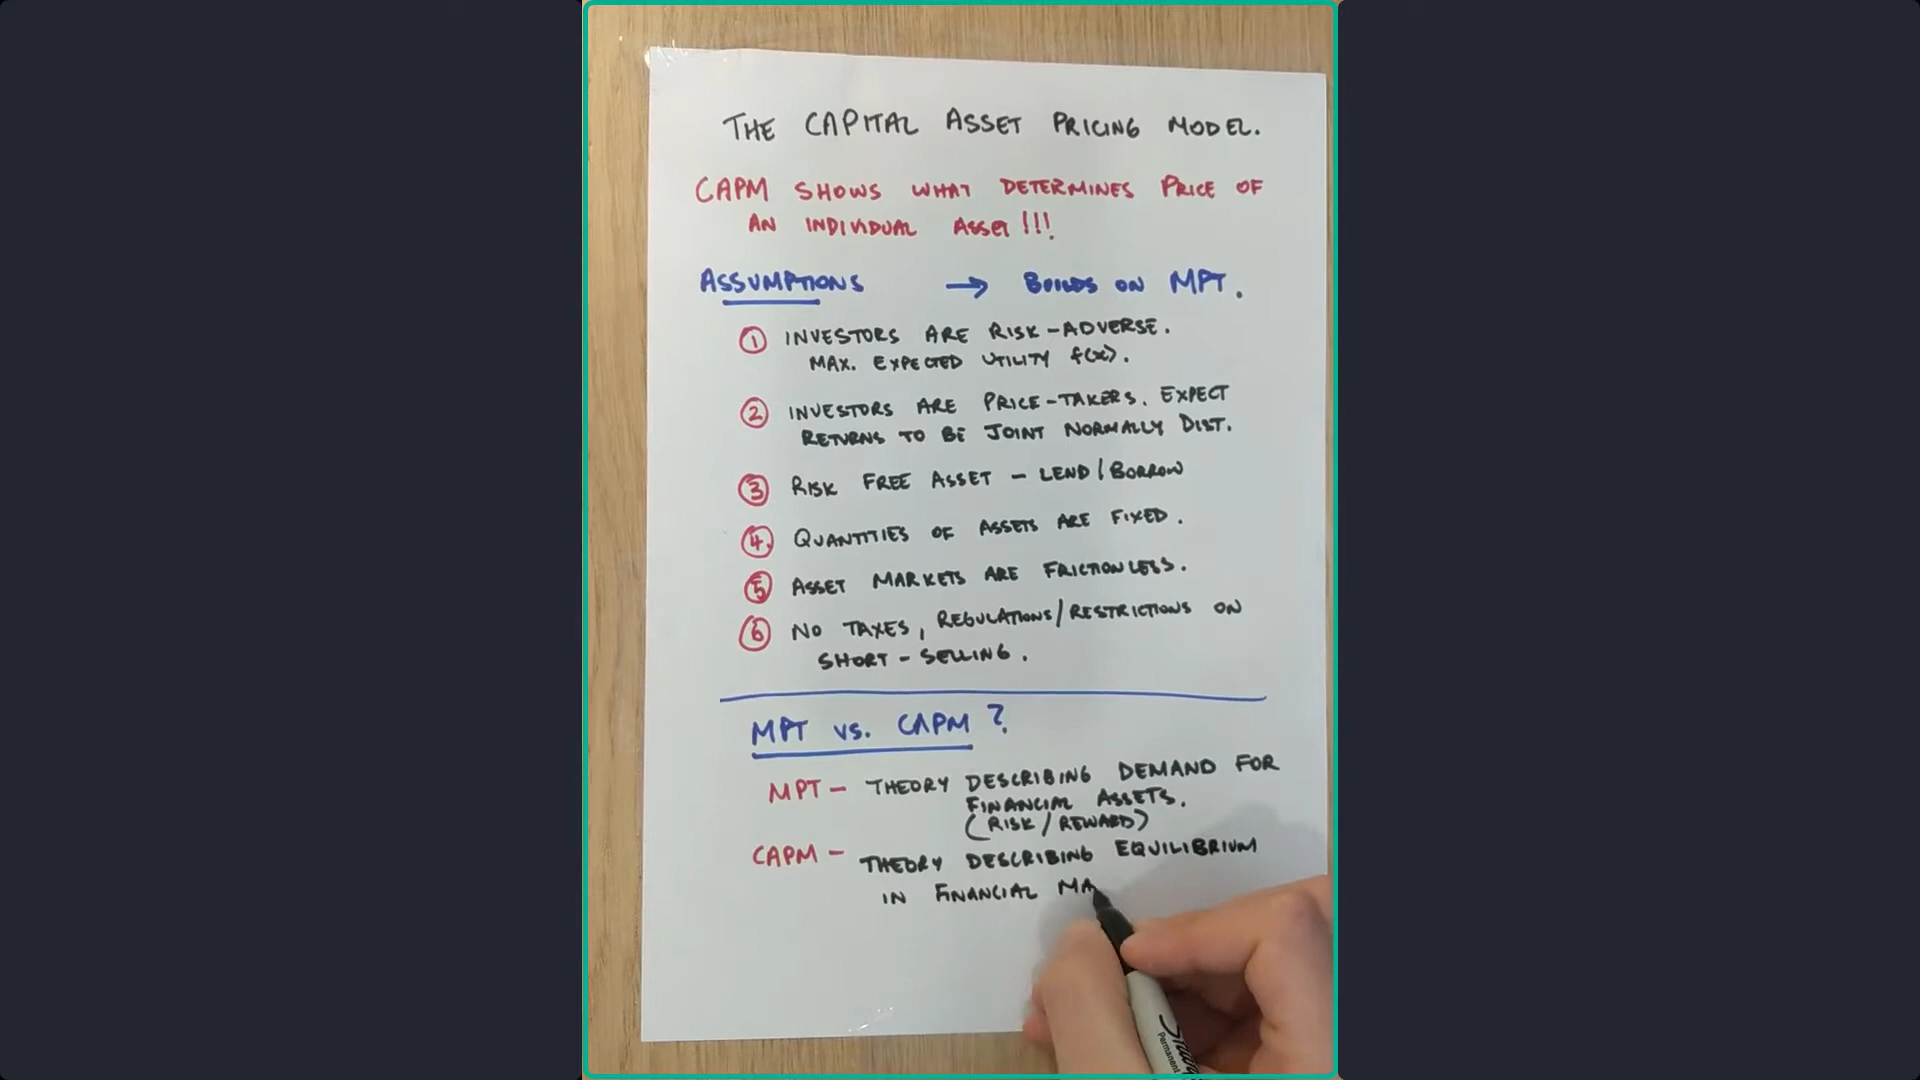 THE CAPITAL ASSET PRICING MODEL.
CAPM SHOWS WHAT DETERMINES PRICE OF
AN INDIVIDUAL ASSET!!!
ASSUMPTIONS → BUILDS ON MPT.
1 INVESTORS ARE RISK-ADVERSE.
MAX. EXPECTED UTILITY f(x).
2 INVESTORS ARE PRICE-TAKERS. EXPECT
RETURNS TO BE JOINT NORMALLY DIST.
3 RISK FREE ASSET - LEND/BORROW
4. QUANTITIES OF ASSETS ARE FIXED.
5 ASSET MARKETS ARE FRICTIONLESS.
6 NO TAXES, REGULATIONS/RESTRICTIONS ON
SHORT-SELLING.
MPT vs. CAPM?
MPT - THEORY DESCRIBING DEMAND FOR
FINANCIAL ASSETS.
(RISK/REWARD)
CAPM - THEORY DESCRIBING EQUILIBRIUM
IN FINANCIAL MA
Permanent